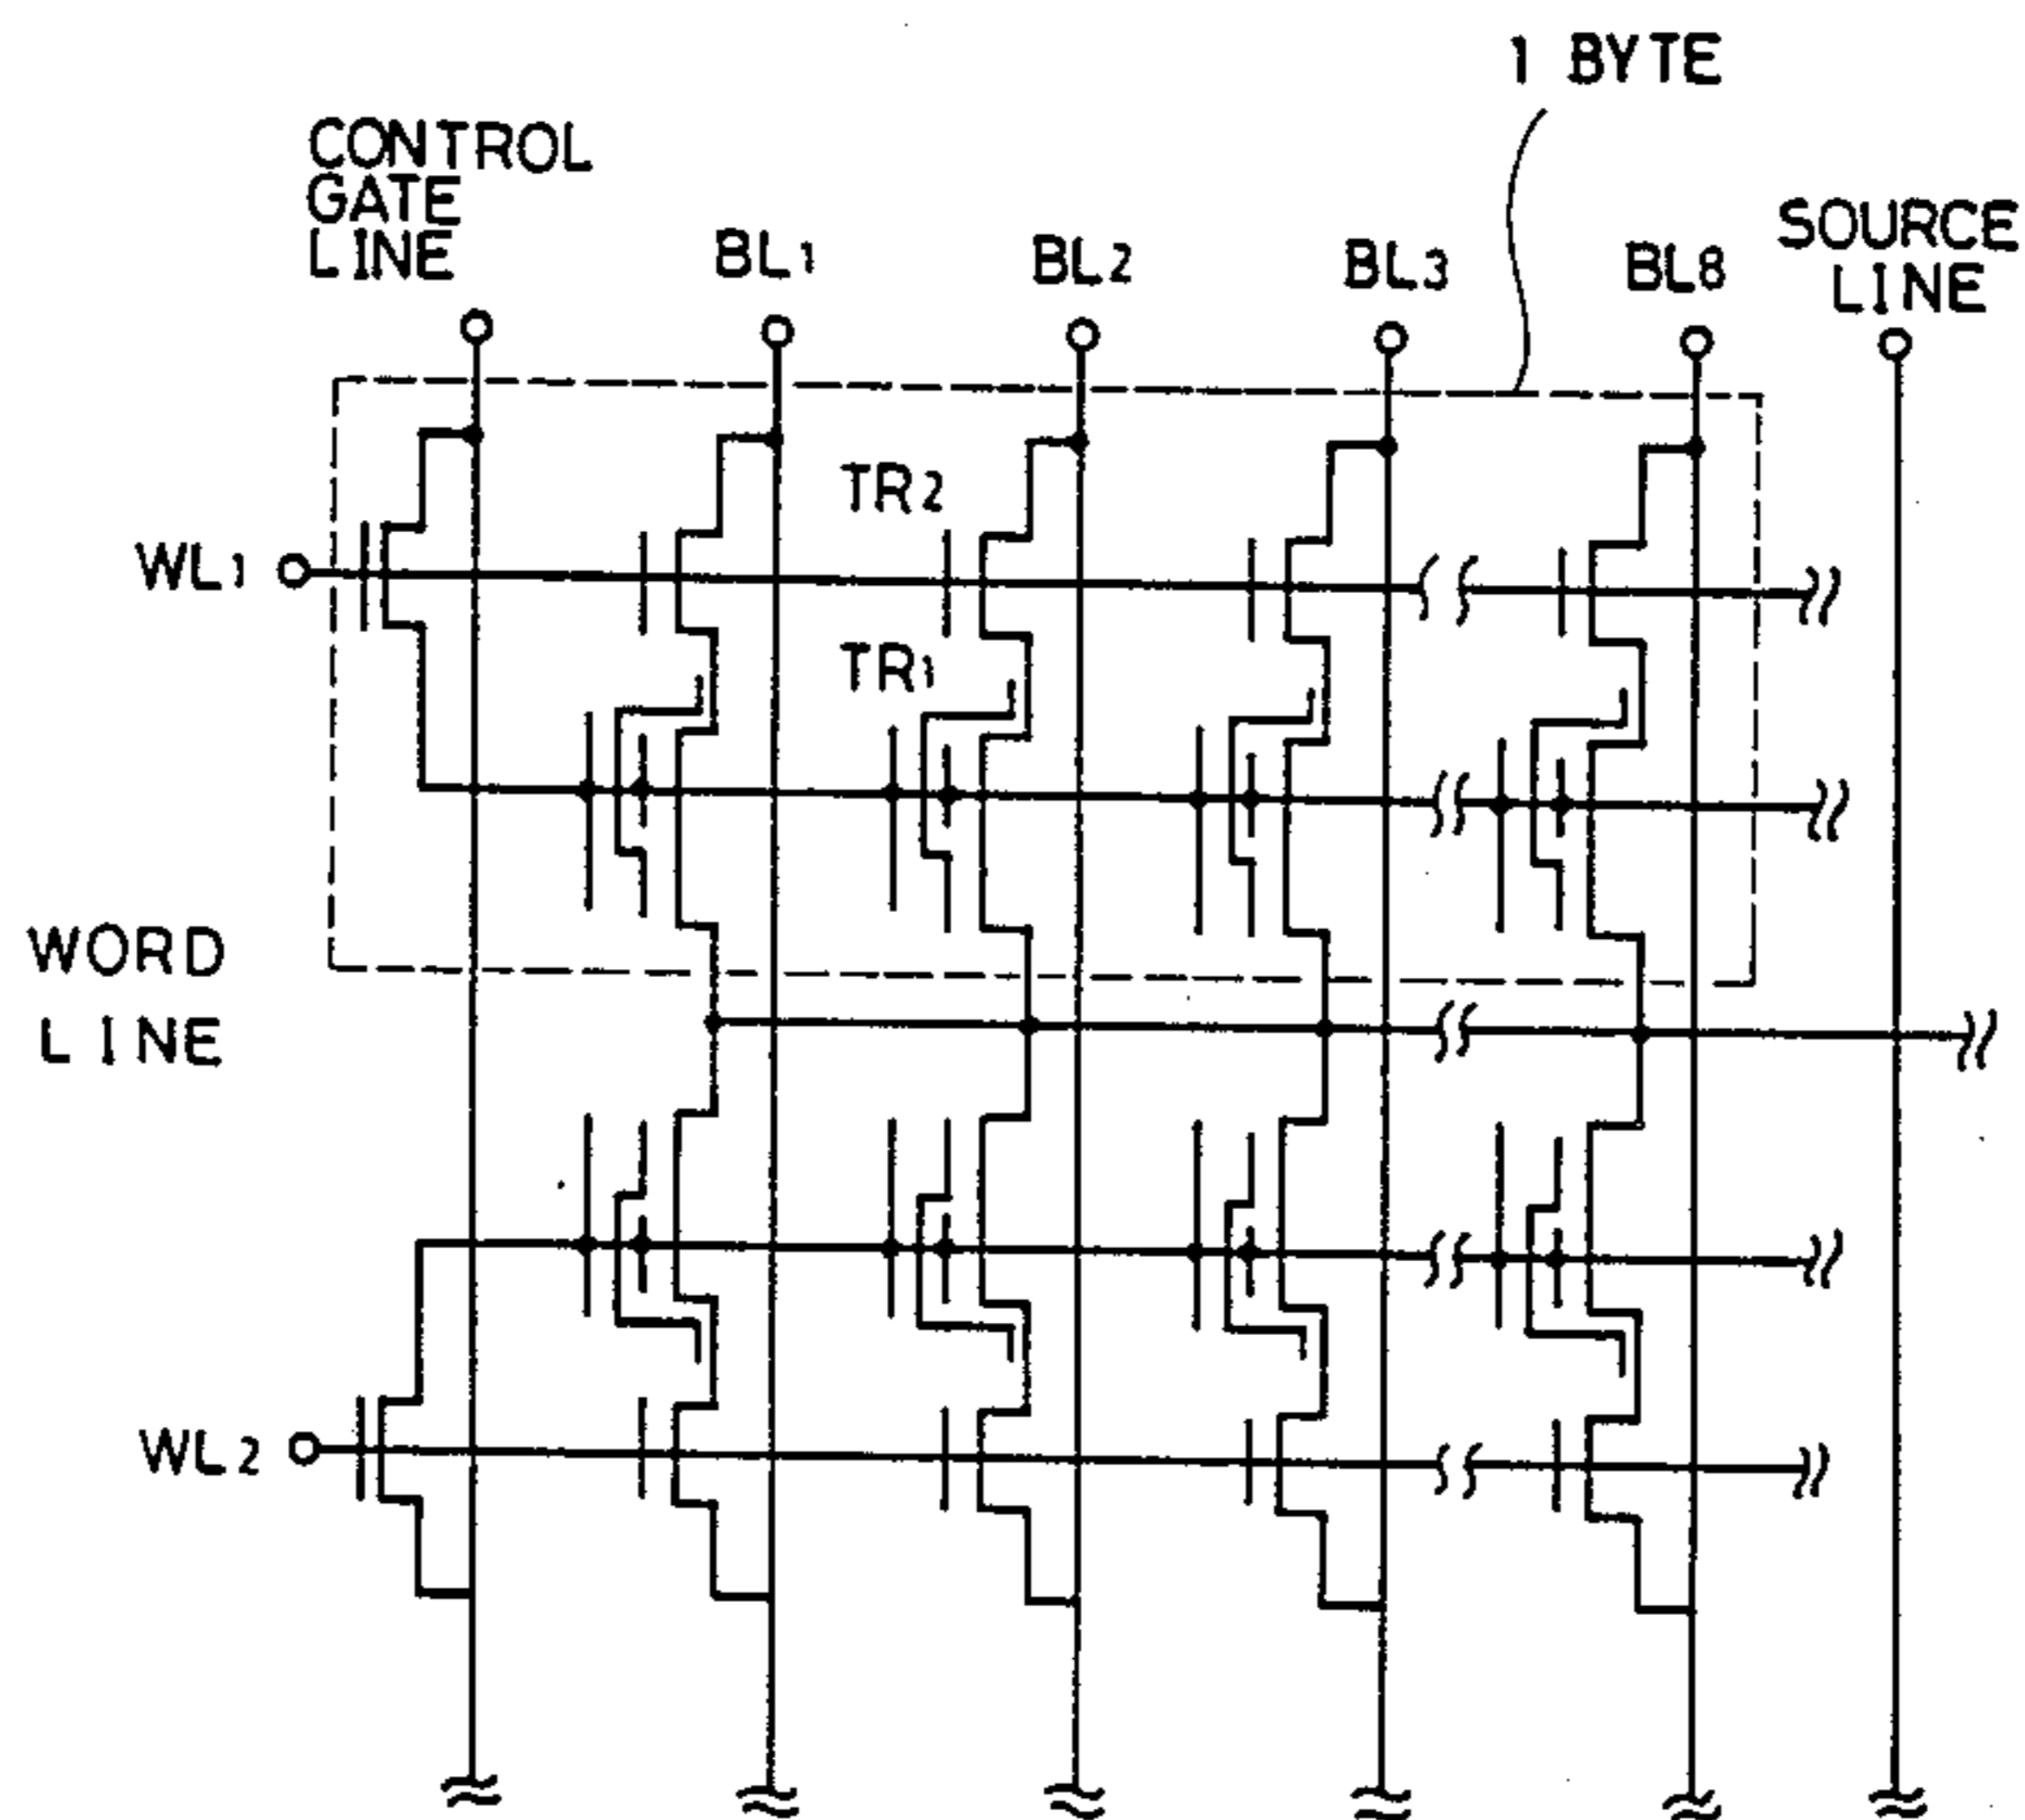 1 BYTE
CONTROL
GATE
LINE
BL1
BL2
BL3
BL8
SOURCE
LINE
TR2
WL1
TR1
WORD
LINE
WL2